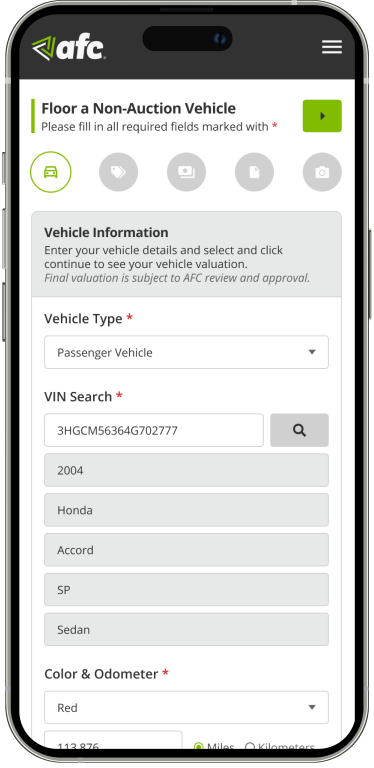 afc
Floor a Non-Auction Vehicle
Please fill in all required fields marked with *
Vehicle Information
Enter your vehicle details and select and click
continue to see your vehicle valuation.
Final valuation is subject to AFC review and approval.
Vehicle Type *
Passenger Vehicle
VIN Search *
3HGCM56364G702777
2004
Honda
Accord
SP
Sedan
Color & Odometer *
Red
113,876
Miles Kilometers